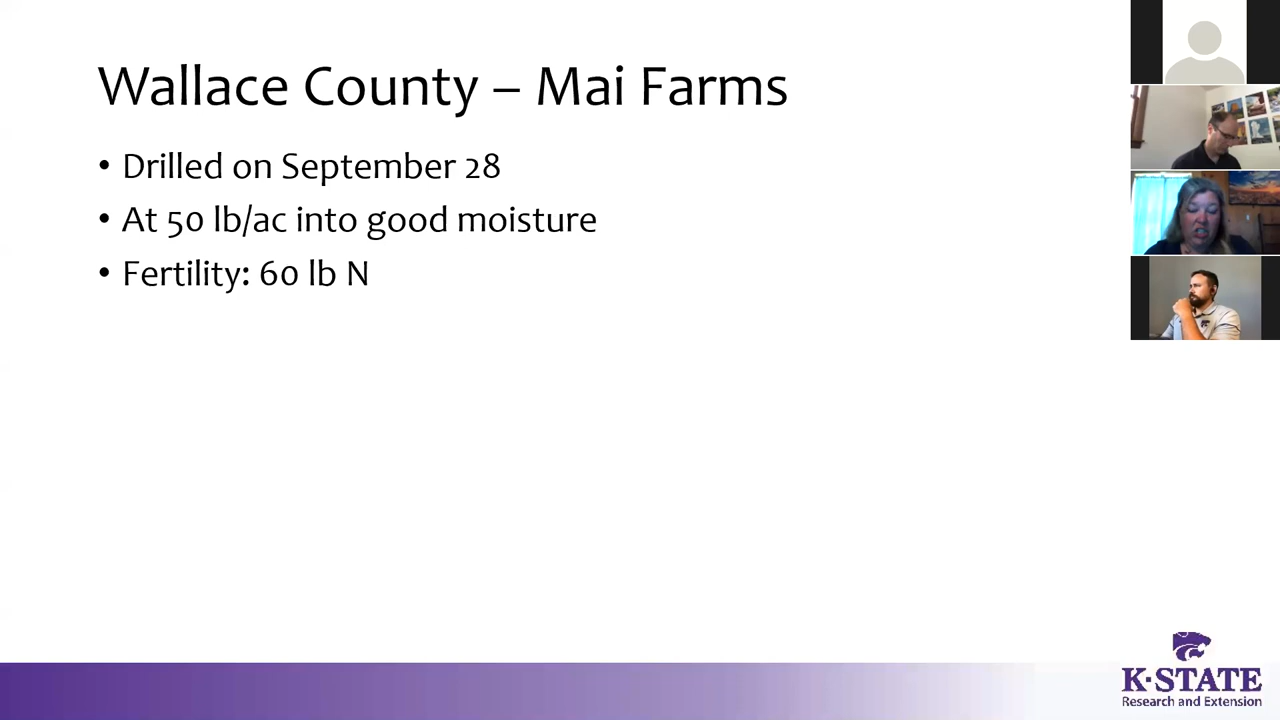 Wallace County – Mai Farms
• Drilled on September 28
• At 50 lb/ac into good moisture
• Fertility: 60 lb N
K-STATE
Research and Extension